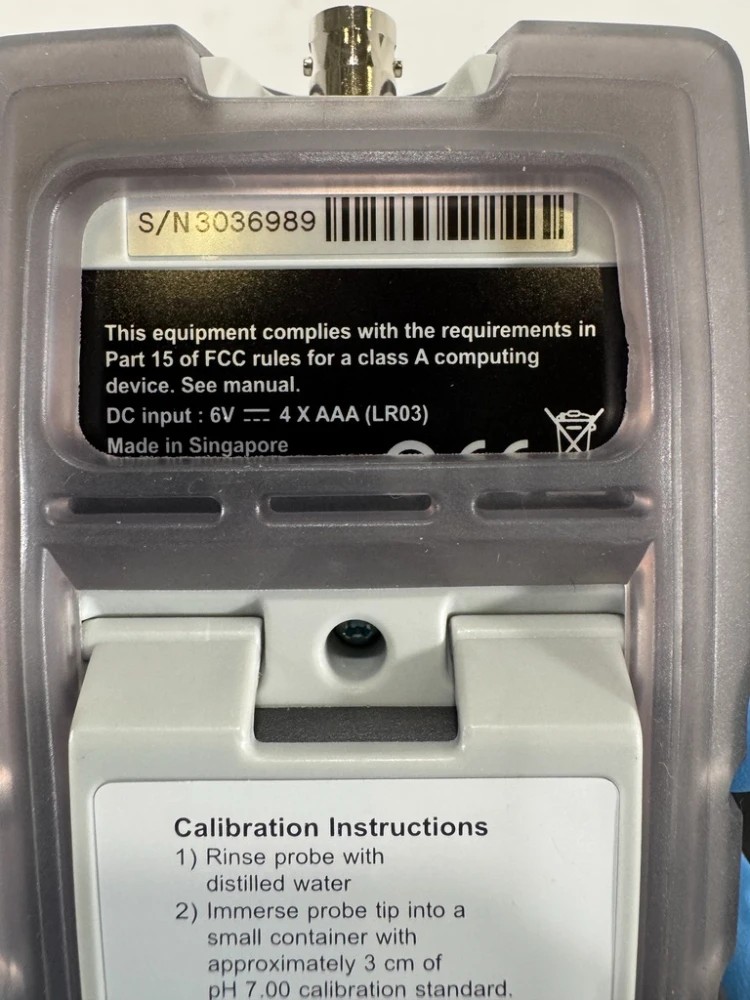 S/N 3036989
This equipment complies with the requirements in
Part 15 of FCC rules for a class A computing
device. See manual.
DC input : 6V ⎓ 4 X AAA (LR03)
Made in Singapore
CE
Calibration Instructions
1) Rinse probe with
distilled water
2) Immerse probe tip into a
small container with
approximately 3 cm of
pH 7.00 calibration standard.